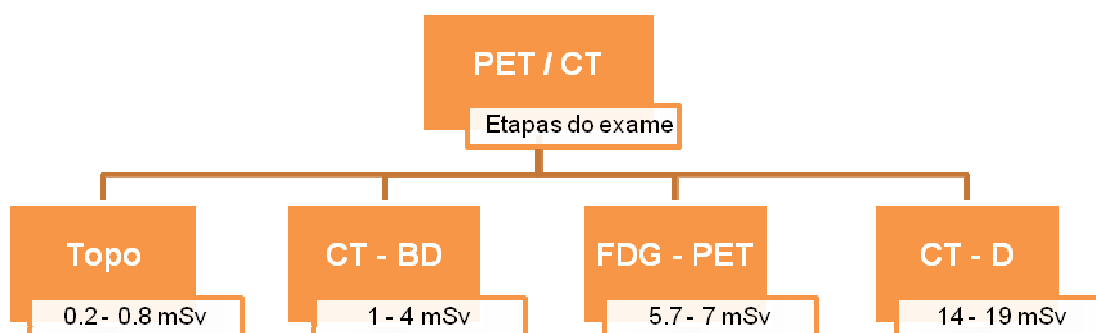 PET / CT
Etapas do exame
Topo
0.2 - 0.8 mSv
CT - BD
1 - 4 mSv
FDG - PET
5.7 - 7 mSv
CT - D
14 - 19 mSv